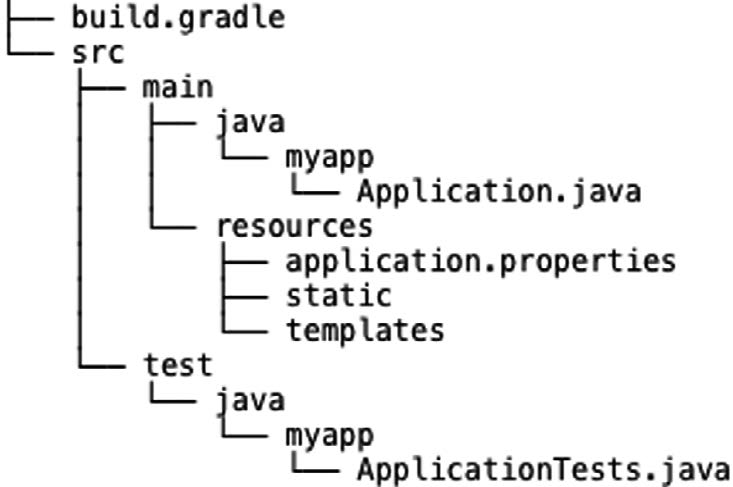 build.gradle
src
main
java
myapp
Application.java
resources
application.properties
static
templates
test
java
myapp
ApplicationTests.java